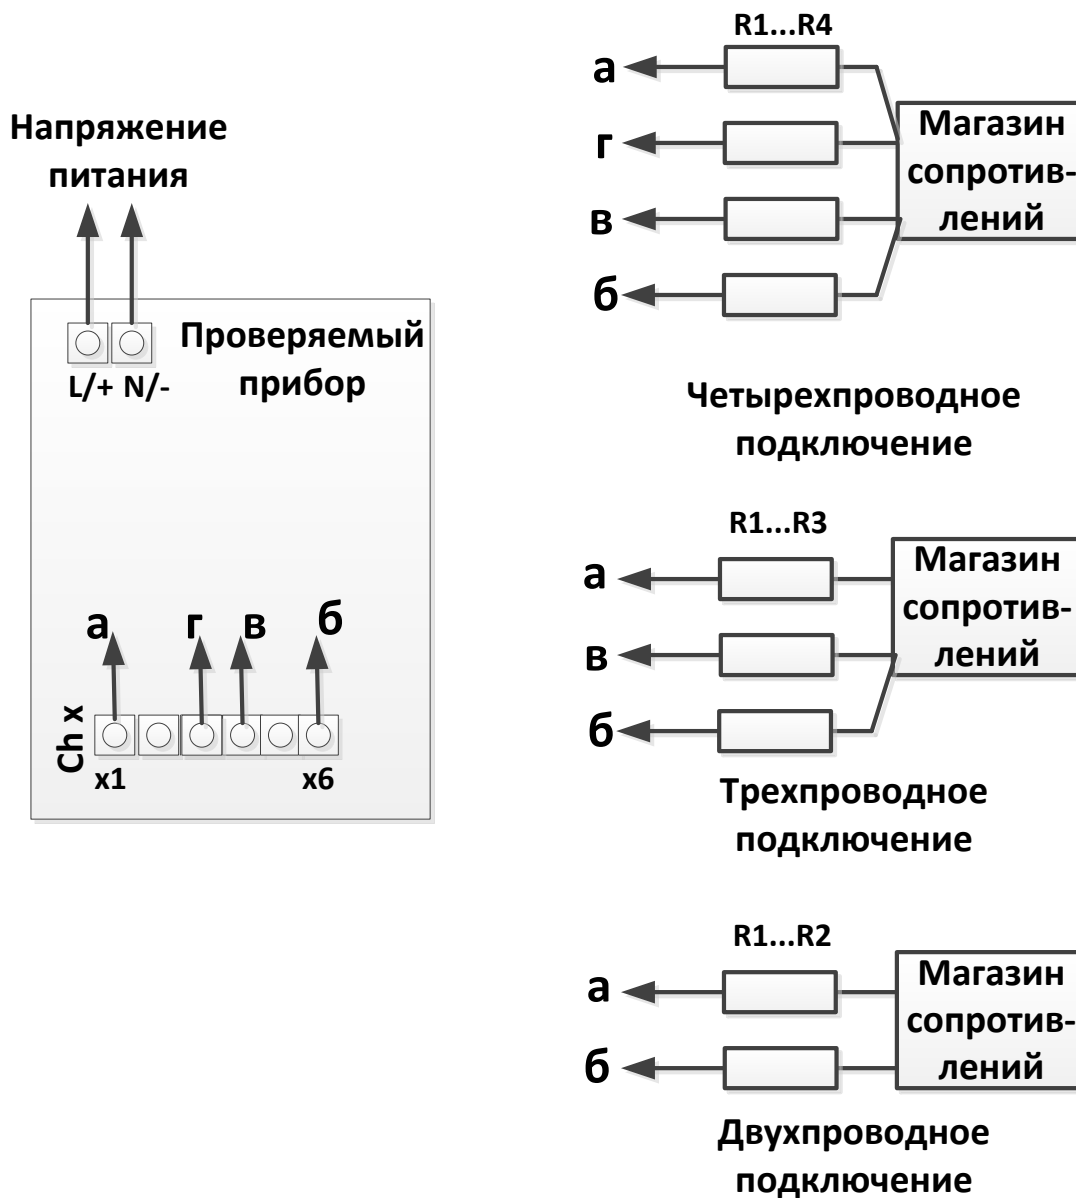 Напряжение
питания
Проверяемый
прибор
L/+ N/-
а г в б
Ch x
x1 x6
R1...R4
а
г
в
б
Магазин
сопротив-
лений
Четырехпроводное
подключение
R1...R3
а
в
б
Магазин
сопротив-
лений
Трехпроводное
подключение
R1...R2
а
б
Магазин
сопротив-
лений
Двухпроводное
подключение